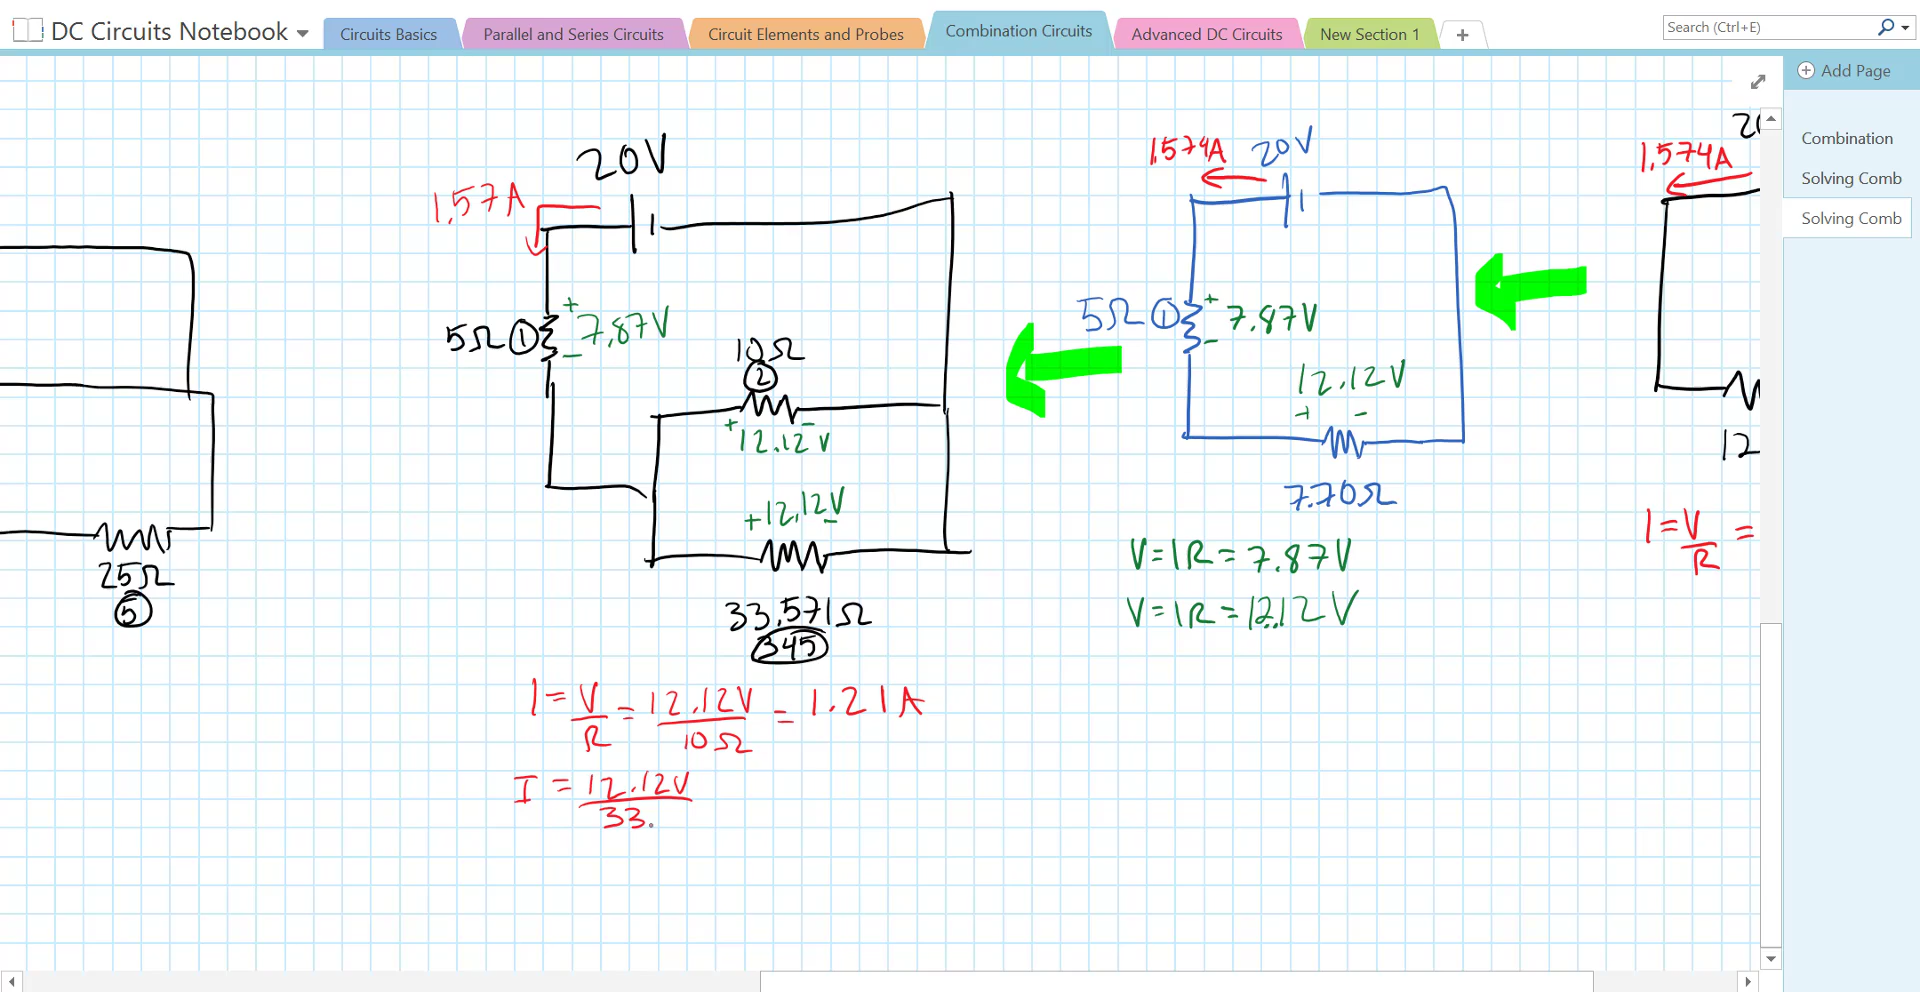 DC Circuits Notebook
Circuits Basics
Parallel and Series Circuits
Circuit Elements and Probes
Combination Circuits
Advanced DC Circuits
New Section 1
Search (Ctrl+E)
Add Page
Combination
Solving Comb
Solving Comb
25Ω
5
20V
1.57A
5Ω 1
+
7.87V
−
10Ω
2
+ −
12.12V
+12.12V
−
33.571Ω
345
I = V/R = 12.12V/10Ω = 1.21A
I = 12.12V/33.
1.574A
20V
5Ω 1
+
7.87V
−
12.12V
+ −
7.70Ω
V = IR = 7.87V
V = IR = 12.12V
20
1.574A
12
I = V/R =